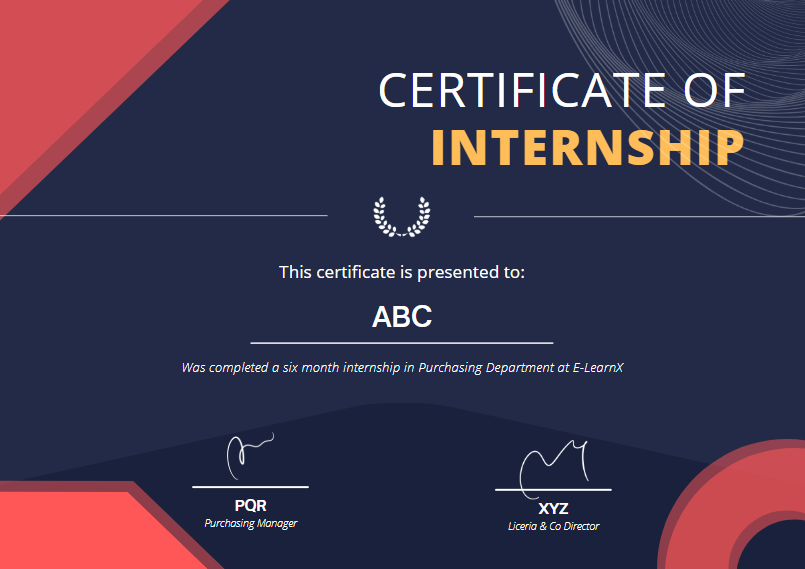 CERTIFICATE OF
INTERNSHIP
This certificate is presented to:
ABC
Was completed a six month internship in Purchasing Department at E-LearnX
PQR
Purchasing Manager
XYZ
Liceria & Co Director